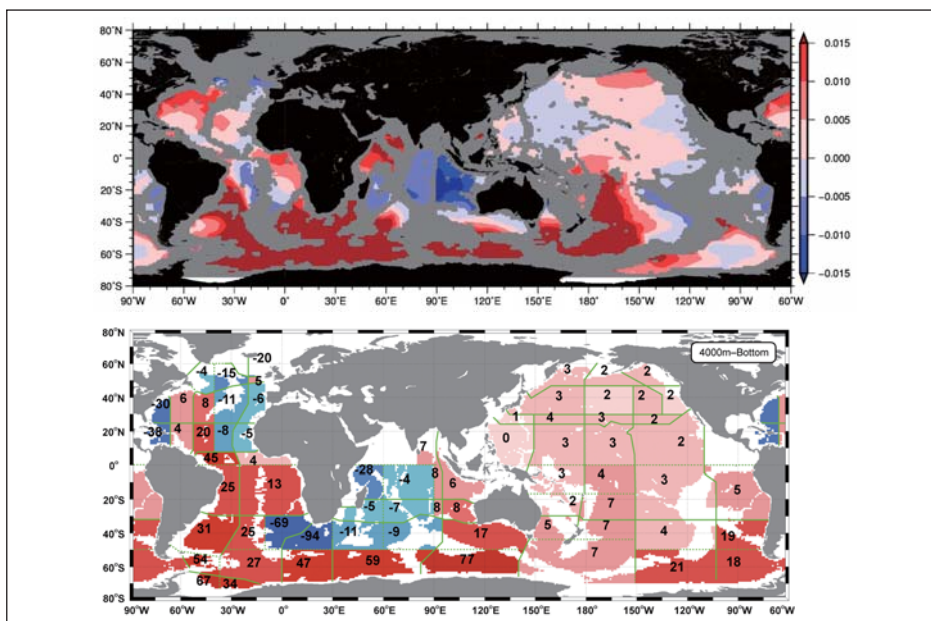 80°N
60°N
40°N
20°N
0°
20°S
40°S
60°S
80°S
90°W 60°W 30°W 0° 30°E 60°E 90°E 120°E 150°E 180° 150°W 120°W 90°W 60°W
0.015
0.010
0.005
0.000
−0.005
−0.010
−0.015
80°N
60°N
40°N
20°N
0°
20°S
40°S
60°S
80°S
4000m–Bottom
-20
-4 -15 5 3 2 2
-30 6 8 -11 -6 3 2 2 2
-38 4 20 -8 -5 1 4 3 2
7 0 3 3 2
45 4
25 13 -28 -4 8 6 3 4 3 5
-5 -7 8 8 2 7
31 25 -69 -94 -11 -9 17 5 7 4 19
54 27 47 59 77 7 21 18
67 34
90°W 60°W 30°W 0° 30°E 60°E 90°E 120°E 150°E 180° 150°W 120°W 90°W 60°W